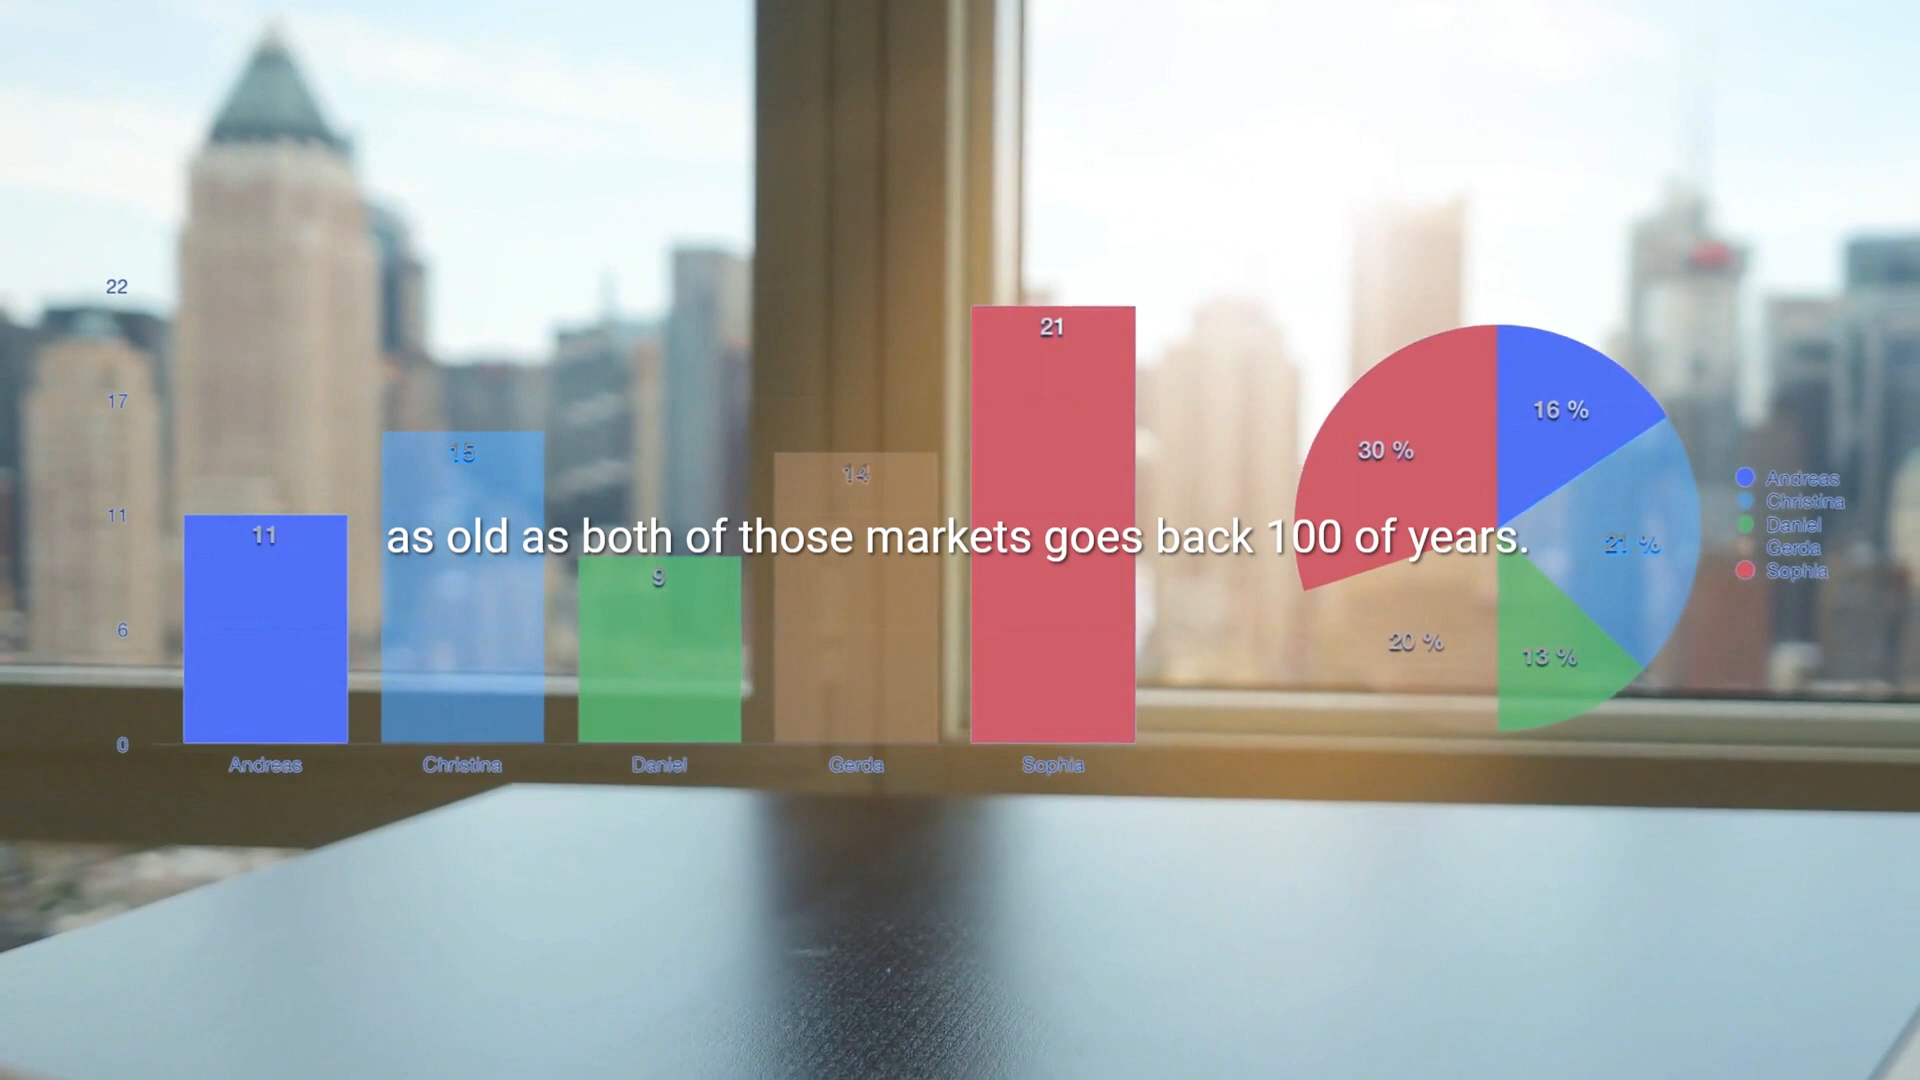 22
17
11
6
0
11
15
9
14
21
Andreas
Christina
Daniel
Gerda
Sophia
as old as both of those markets goes back 100 of years.
30 %
16 %
21 %
20 %
13 %
Andreas
Christina
Daniel
Gerda
Sophia